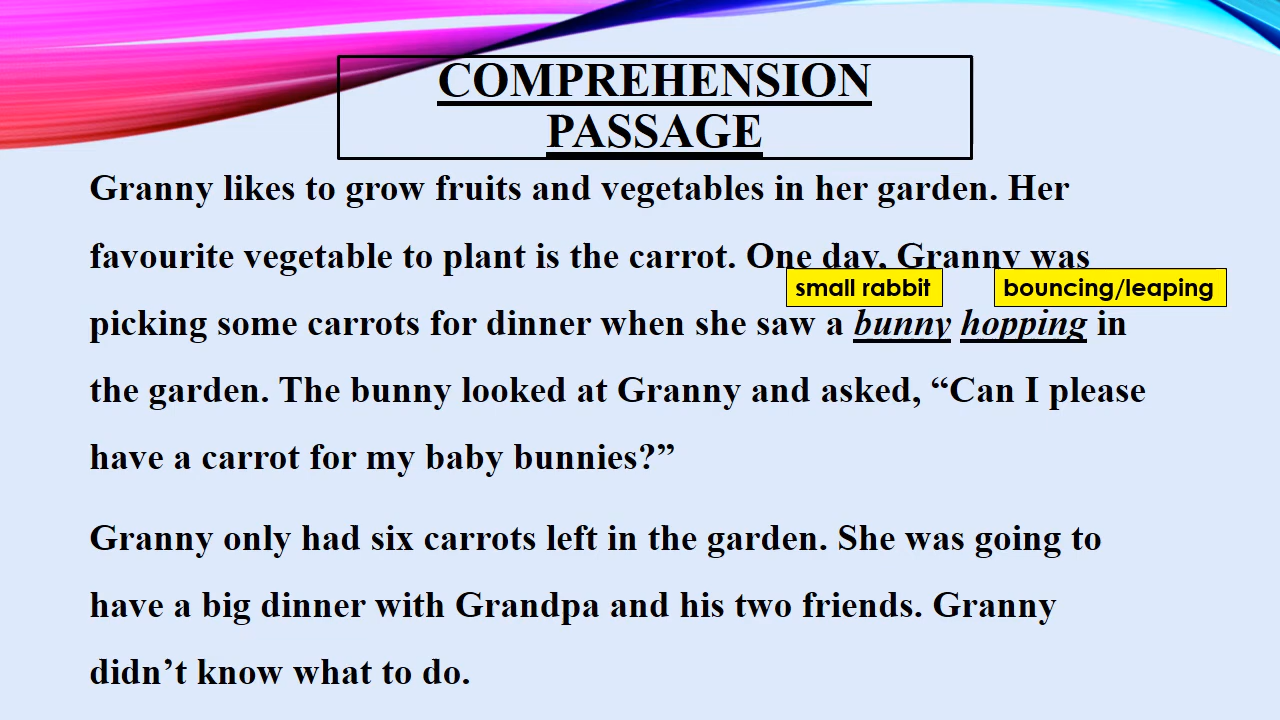 COMPREHENSION
PASSAGE
Granny likes to grow fruits and vegetables in her garden. Her
favourite vegetable to plant is the carrot. One day, Granny was
small rabbit
bouncing/leaping
picking some carrots for dinner when she saw a bunny hopping in
the garden. The bunny looked at Granny and asked, “Can I please
have a carrot for my baby bunnies?”
Granny only had six carrots left in the garden. She was going to
have a big dinner with Grandpa and his two friends. Granny
didn’t know what to do.